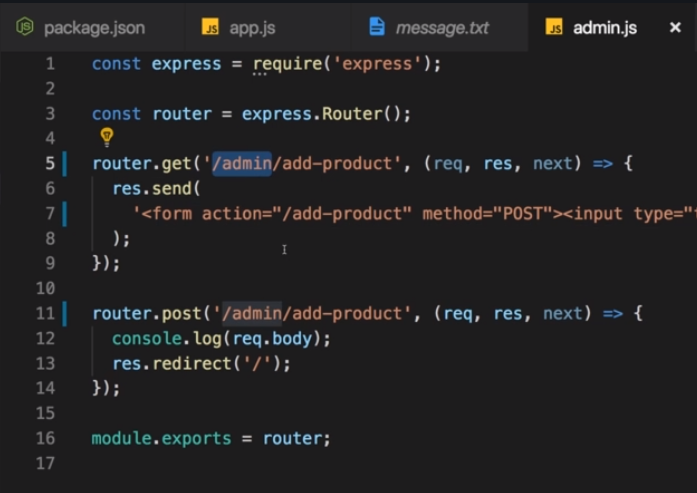 package.json
app.js
message.txt
admin.js
1 const express = require('express');
2
3 const router = express.Router();
4
5 router.get('/admin/add-product', (req, res, next) => {
6 res.send(
7 '<form action="/add-product" method="POST"><input type="
8 );
9 });
10
11 router.post('/admin/add-product', (req, res, next) => {
12 console.log(req.body);
13 res.redirect('/');
14 });
15
16 module.exports = router;
17